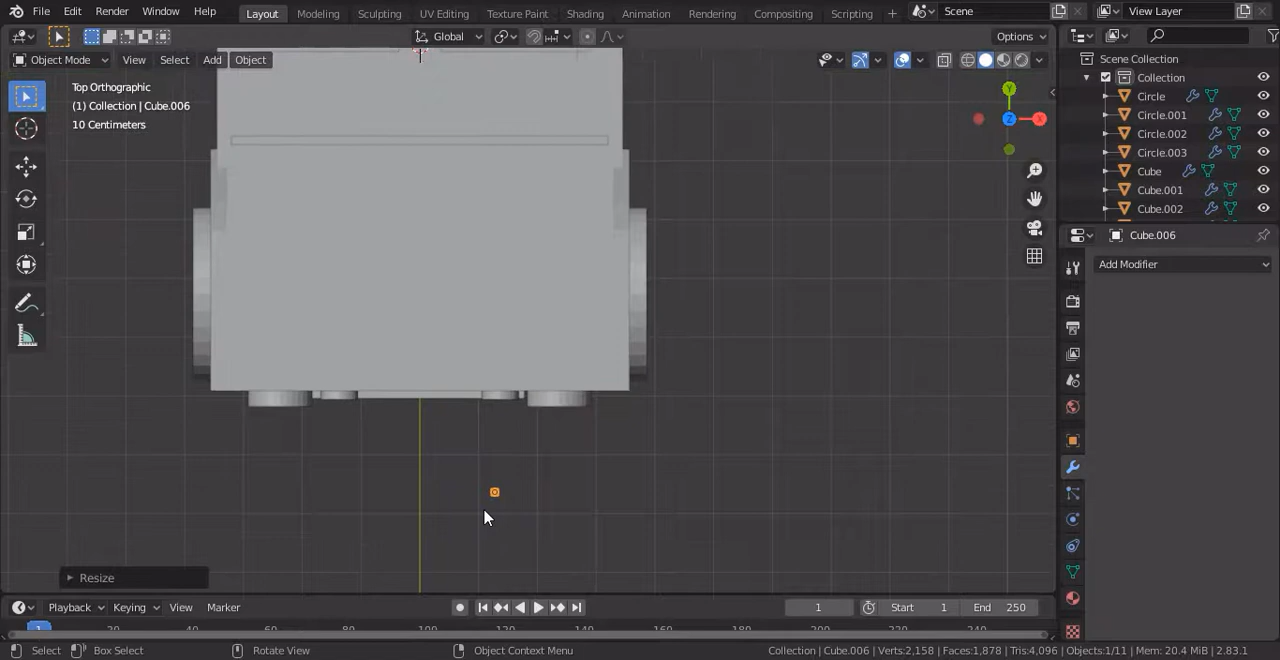 File Edit Render Window Help Layout Modeling Sculpting UV Editing Texture Paint Shading Animation Rendering Compositing Scripting + Scene View Layer
Global Options
Object Mode View Select Add Object
Top Orthographic
(1) Collection | Cube.006
10 Centimeters
Y
Z
X
Scene Collection
Collection
Circle
Circle.001
Circle.002
Circle.003
Cube
Cube.001
Cube.002
Cube.006
Add Modifier
Resize
Playback Keying View Marker 1 Start 1 End 250
1 20 40 60 80 100 120 140 160 180 200 220 240
Select Box Select Rotate View Object Context Menu Collection | Cube.006 | Verts:2,158 | Faces:1,878 | Tris:4,096 | Objects:1/11 | Mem: 20.4 MiB | 2.83.1